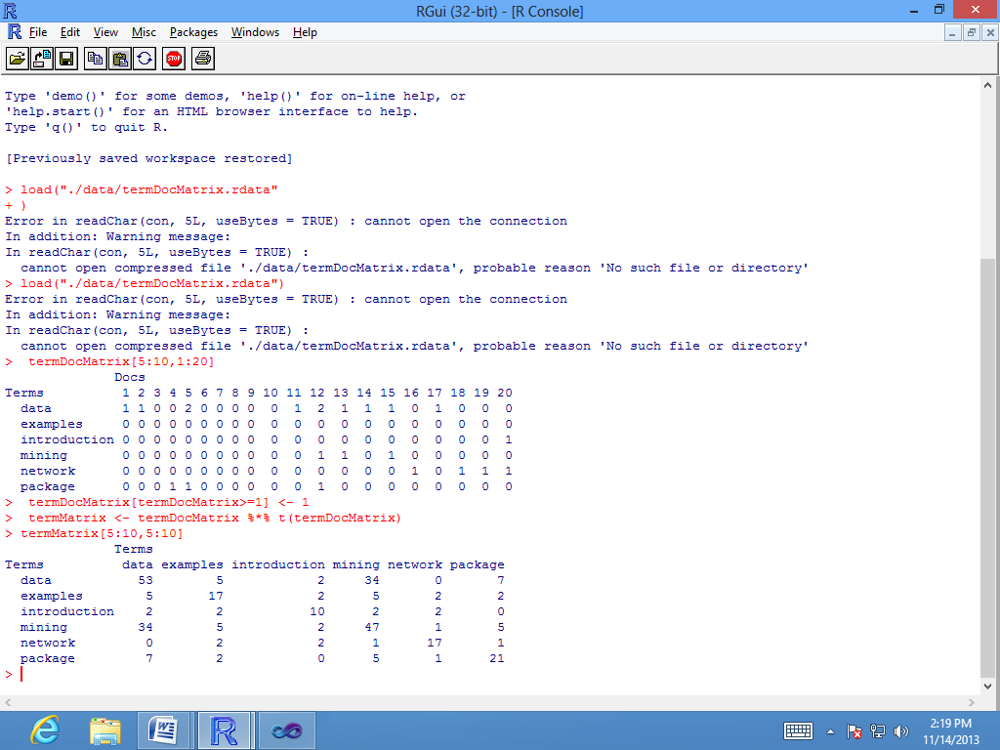 RGui (32-bit) - [R Console]
File Edit View Misc Packages Windows Help
STOP
Type 'demo()' for some demos, 'help()' for on-line help, or
'help.start()' for an HTML browser interface to help.
Type 'q()' to quit R.
[Previously saved workspace restored]
> load("./data/termDocMatrix.rdata"
+ )
Error in readChar(con, 5L, useBytes = TRUE) : cannot open the connection
In addition: Warning message:
In readChar(con, 5L, useBytes = TRUE) :
  cannot open compressed file './data/termDocMatrix.rdata', probable reason 'No such file or directory'
> load("./data/termDocMatrix.rdata")
Error in readChar(con, 5L, useBytes = TRUE) : cannot open the connection
In addition: Warning message:
In readChar(con, 5L, useBytes = TRUE) :
  cannot open compressed file './data/termDocMatrix.rdata', probable reason 'No such file or directory'
>  termDocMatrix[5:10,1:20]
              Docs
Terms          1 2 3 4 5 6 7 8 9 10 11 12 13 14 15 16 17 18 19 20
  data         1 1 0 0 2 0 0 0 0  0  1  2  1  1  1  0  1  0  0  0
  examples     0 0 0 0 0 0 0 0 0  0  0  0  0  0  0  0  0  0  0  0
  introduction 0 0 0 0 0 0 0 0 0  0  0  0  0  0  0  0  0  0  0  1
  mining       0 0 0 0 0 0 0 0 0  0  0  1  1  0  1  0  0  0  0  0
  network      0 0 0 0 0 0 0 0 0  0  0  0  0  0  0  1  0  1  1  1
  package      0 0 0 1 1 0 0 0 0  0  0  1  0  0  0  0  0  0  0  0
>  termDocMatrix[termDocMatrix>=1] <- 1
>  termMatrix <- termDocMatrix %*% t(termDocMatrix)
> termMatrix[5:10,5:10]
              Terms
Terms          data examples introduction mining network package
  data           53        5            2     34       0       7
  examples        5       17            2      5       2       2
  introduction    2        2           10      2       2       0
  mining         34        5            2     47       1       5
  network         0        2            2      1      17       1
  package         7        2            0      5       1      21
>
2:19 PM
11/14/2013